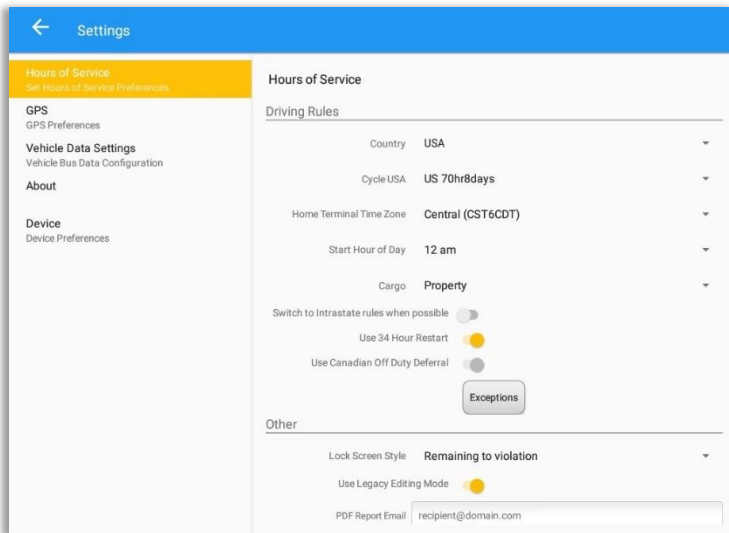 Settings
Hours of Service
Set Hours of Service Preferences
GPS
GPS Preferences
Vehicle Data Settings
Vehicle Bus Data Configuration
About
Device
Device Preferences
Hours of Service
Driving Rules
Country USA
Cycle USA US 70hr8days
Home Terminal Time Zone Central (CST6CDT)
Start Hour of Day 12 am
Cargo Property
Switch to Intrastate rules when possible
Use 34 Hour Restart
Use Canadian Off Duty Deferral
Exceptions
Other
Lock Screen Style Remaining to violation
Use Legacy Editing Mode
PDF Report Email recipient@domain.com